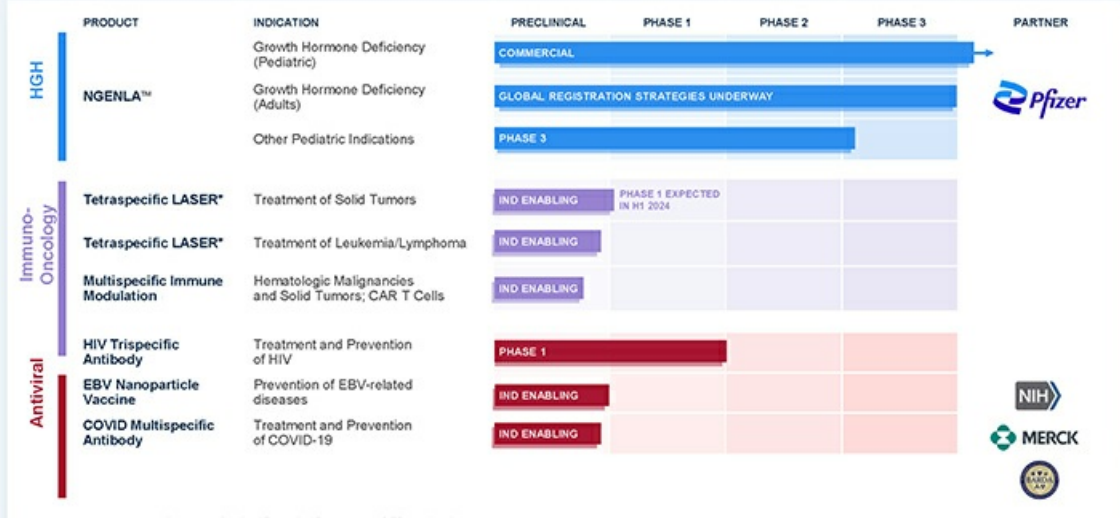 PRODUCT INDICATION PRECLINICAL PHASE 1 PHASE 2 PHASE 3 PARTNER
HGH
Growth Hormone Deficiency
(Pediatric)
COMMERCIAL
NGENLA™
Growth Hormone Deficiency
(Adults)
GLOBAL REGISTRATION STRATEGIES UNDERWAY
Pfizer
Other Pediatric Indications
PHASE 3
Immuno-
Oncology
Tetraspecific LASER*
Treatment of Solid Tumors
IND ENABLING
PHASE 1 EXPECTED
IN H1 2024
Tetraspecific LASER*
Treatment of Leukemia/Lymphoma
IND ENABLING
Multispecific Immune
Modulation
Hematologic Malignancies
and Solid Tumors; CAR T Cells
IND ENABLING
Antiviral
HIV Trispecific
Antibody
Treatment and Prevention
of HIV
PHASE 1
EBV Nanoparticle
Vaccine
Prevention of EBV-related
diseases
IND ENABLING
NIH
COVID Multispecific
Antibody
Treatment and Prevention
of COVID-19
IND ENABLING
MERCK
BARDA